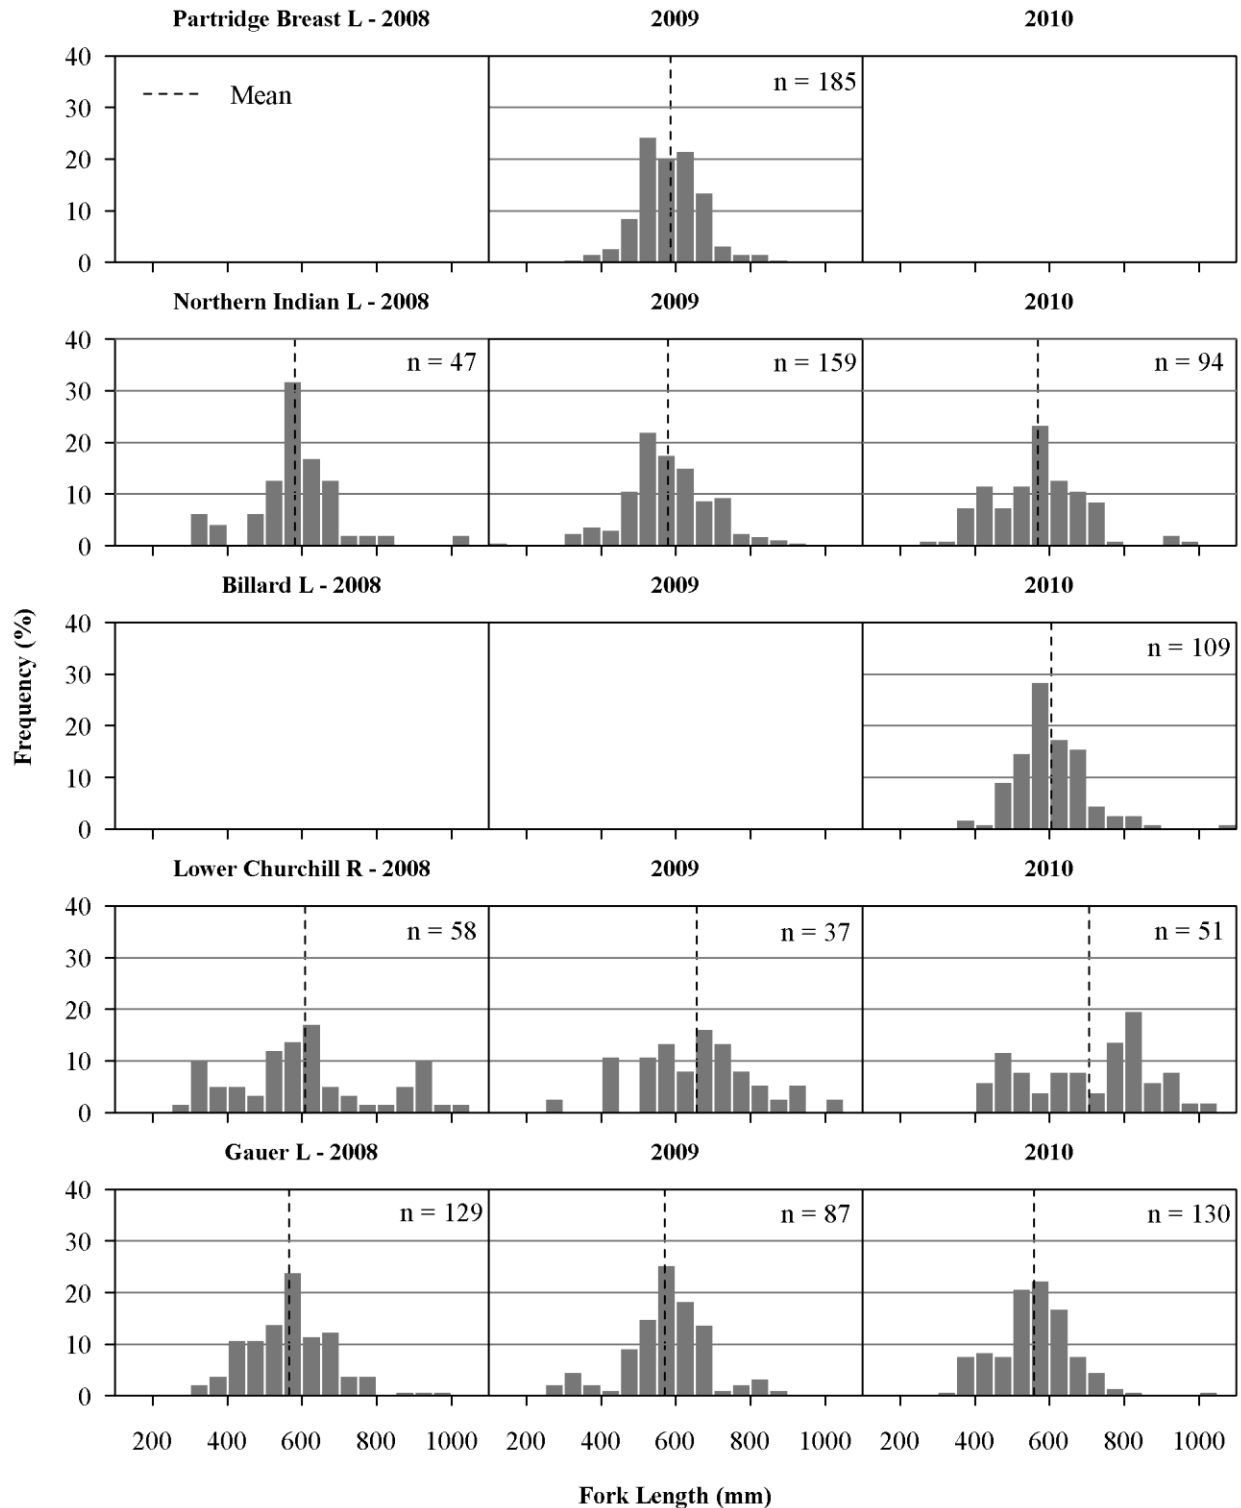 Partridge Breast L - 2008 2009 2010
40
Mean
n = 185
30
20
10
0
Northern Indian L - 2008 2009 2010
40
n = 47 n = 159 n = 94
30
20
10
0
Billard L - 2008 2009 2010
40
n = 109
30
20
10
0
Frequency (%)
Lower Churchill R - 2008 2009 2010
40
n = 58 n = 37 n = 51
30
20
10
0
Gauer L - 2008 2009 2010
40
n = 129 n = 87 n = 130
30
20
10
0
200 400 600 800 1000 200 400 600 800 1000 200 400 600 800 1000
Fork Length (mm)